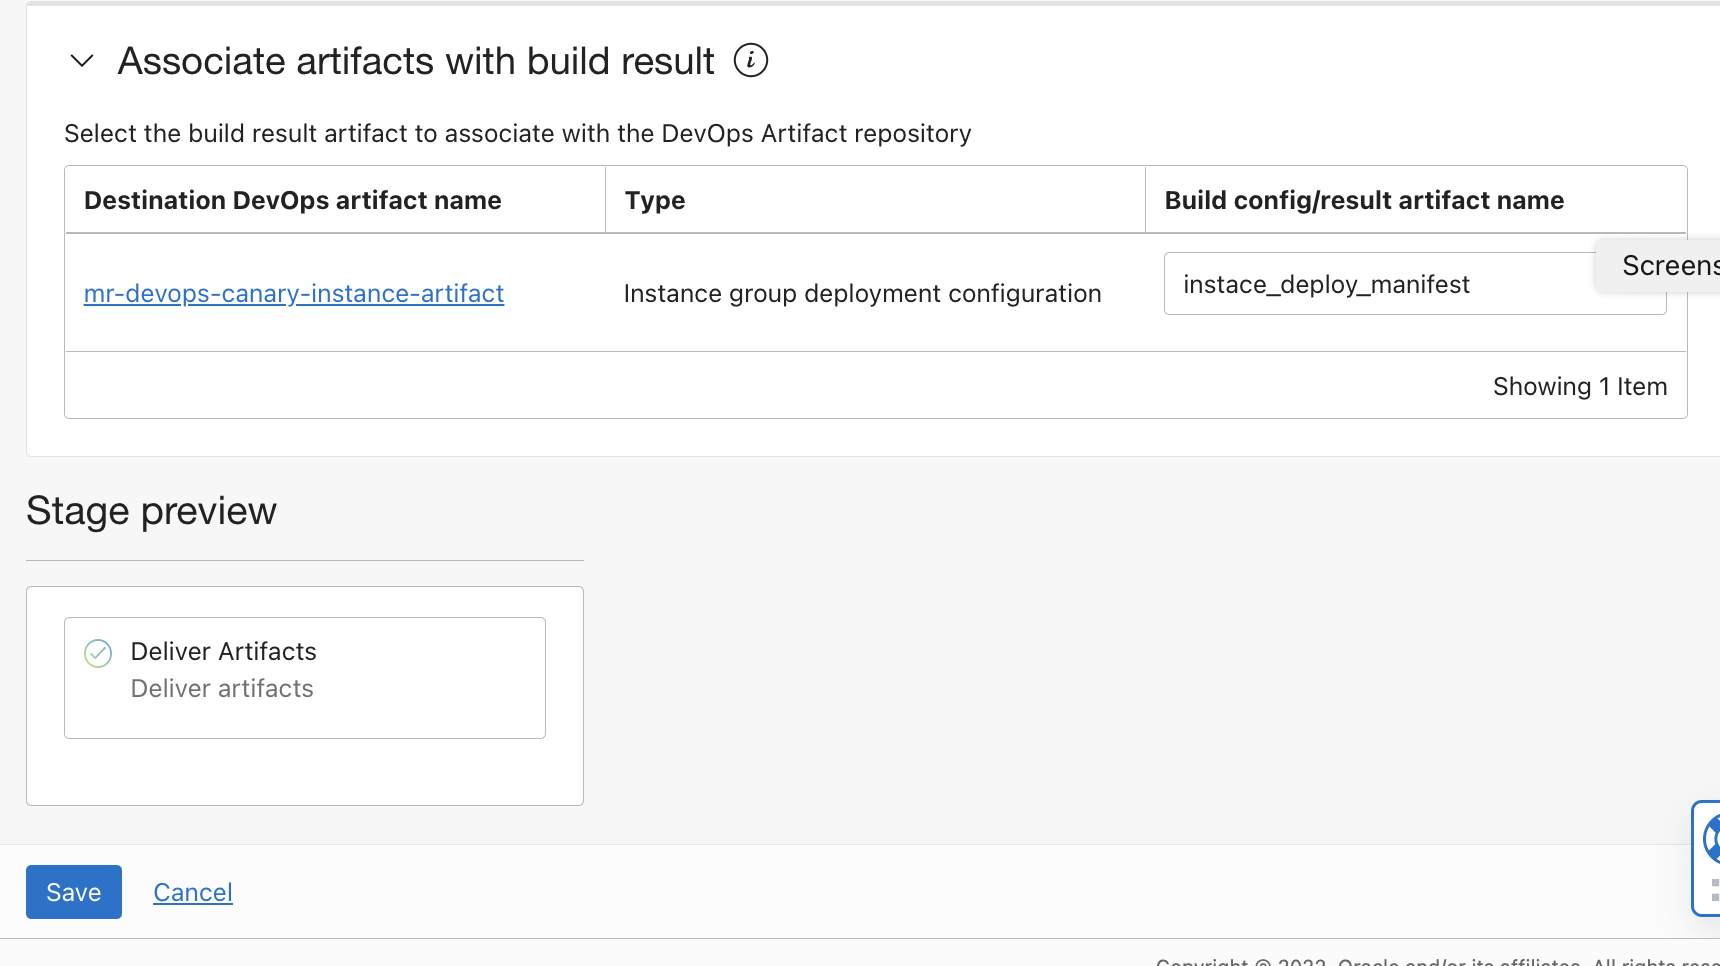 Associate artifacts with build result
Select the build result artifact to associate with the DevOps Artifact repository
Destination DevOps artifact name Type Build config/result artifact name
mr-devops-canary-instance-artifact Instance group deployment configuration instace_deploy_manifest
Screens
Showing 1 Item
Stage preview
Deliver Artifacts
Deliver artifacts
Save Cancel
Copyright © 2022, Oracle and/or its affiliates. All rights